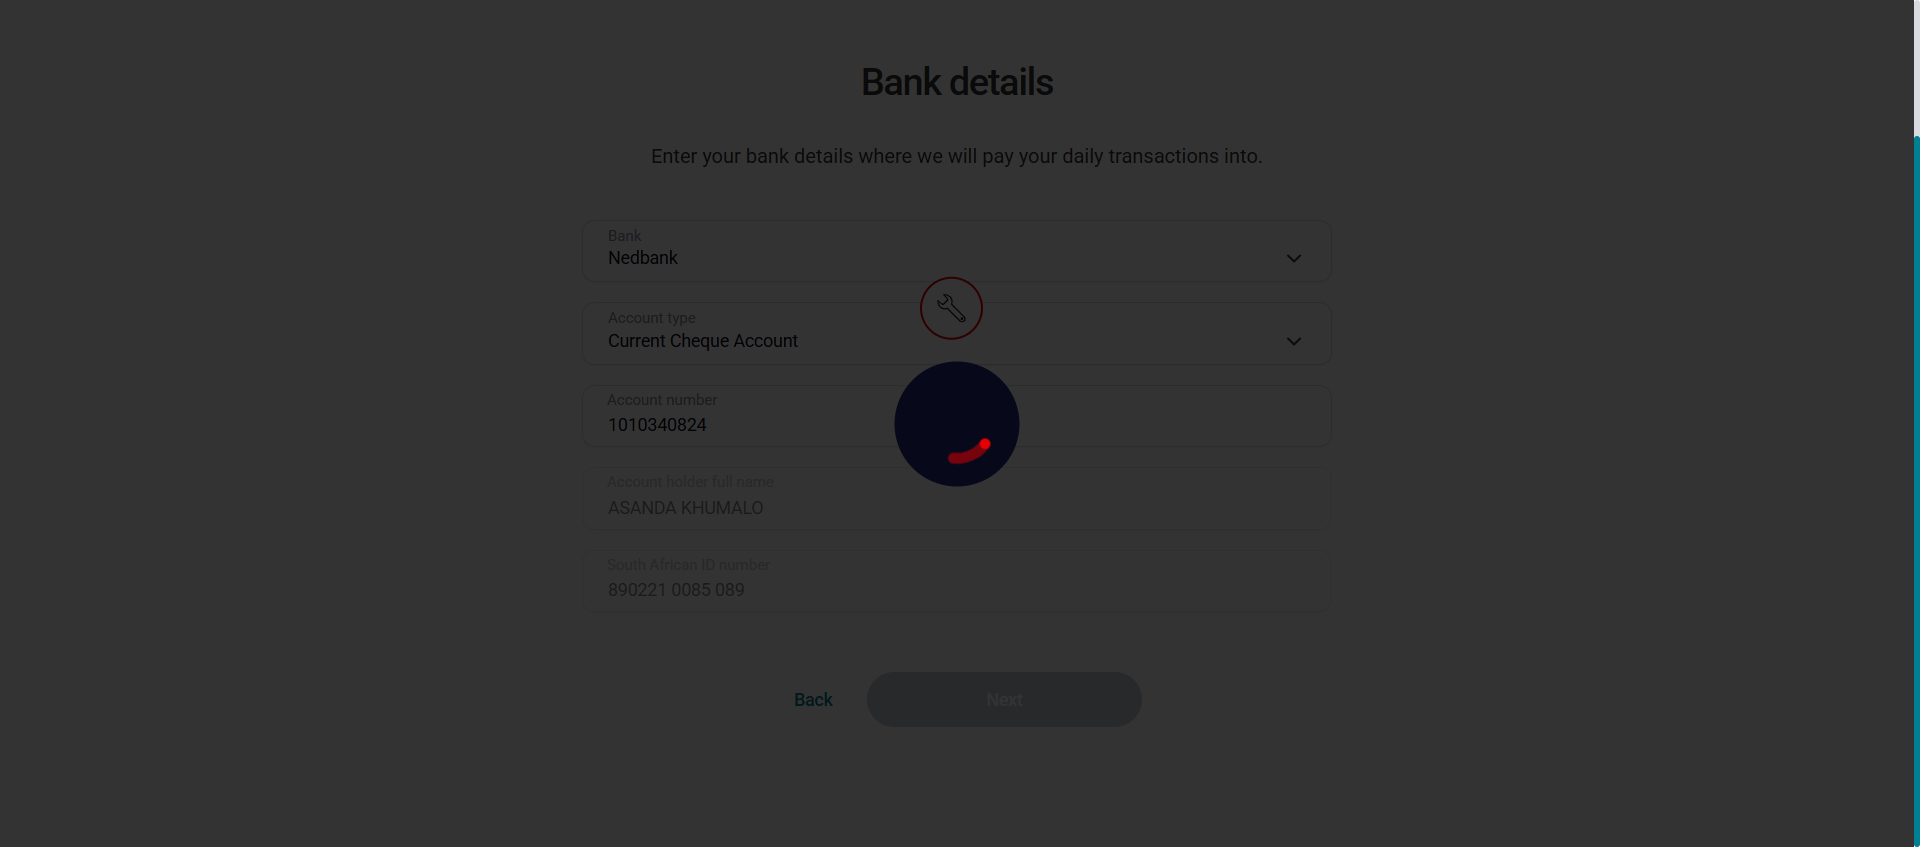 Bank details
Enter your bank details where we will pay your daily transactions into.
Bank
Nedbank
Account type
Current Cheque Account
Account number
1010340824
Account holder full name
ASANDA KHUMALO
South African ID number
890221 0085 089
Back
Next